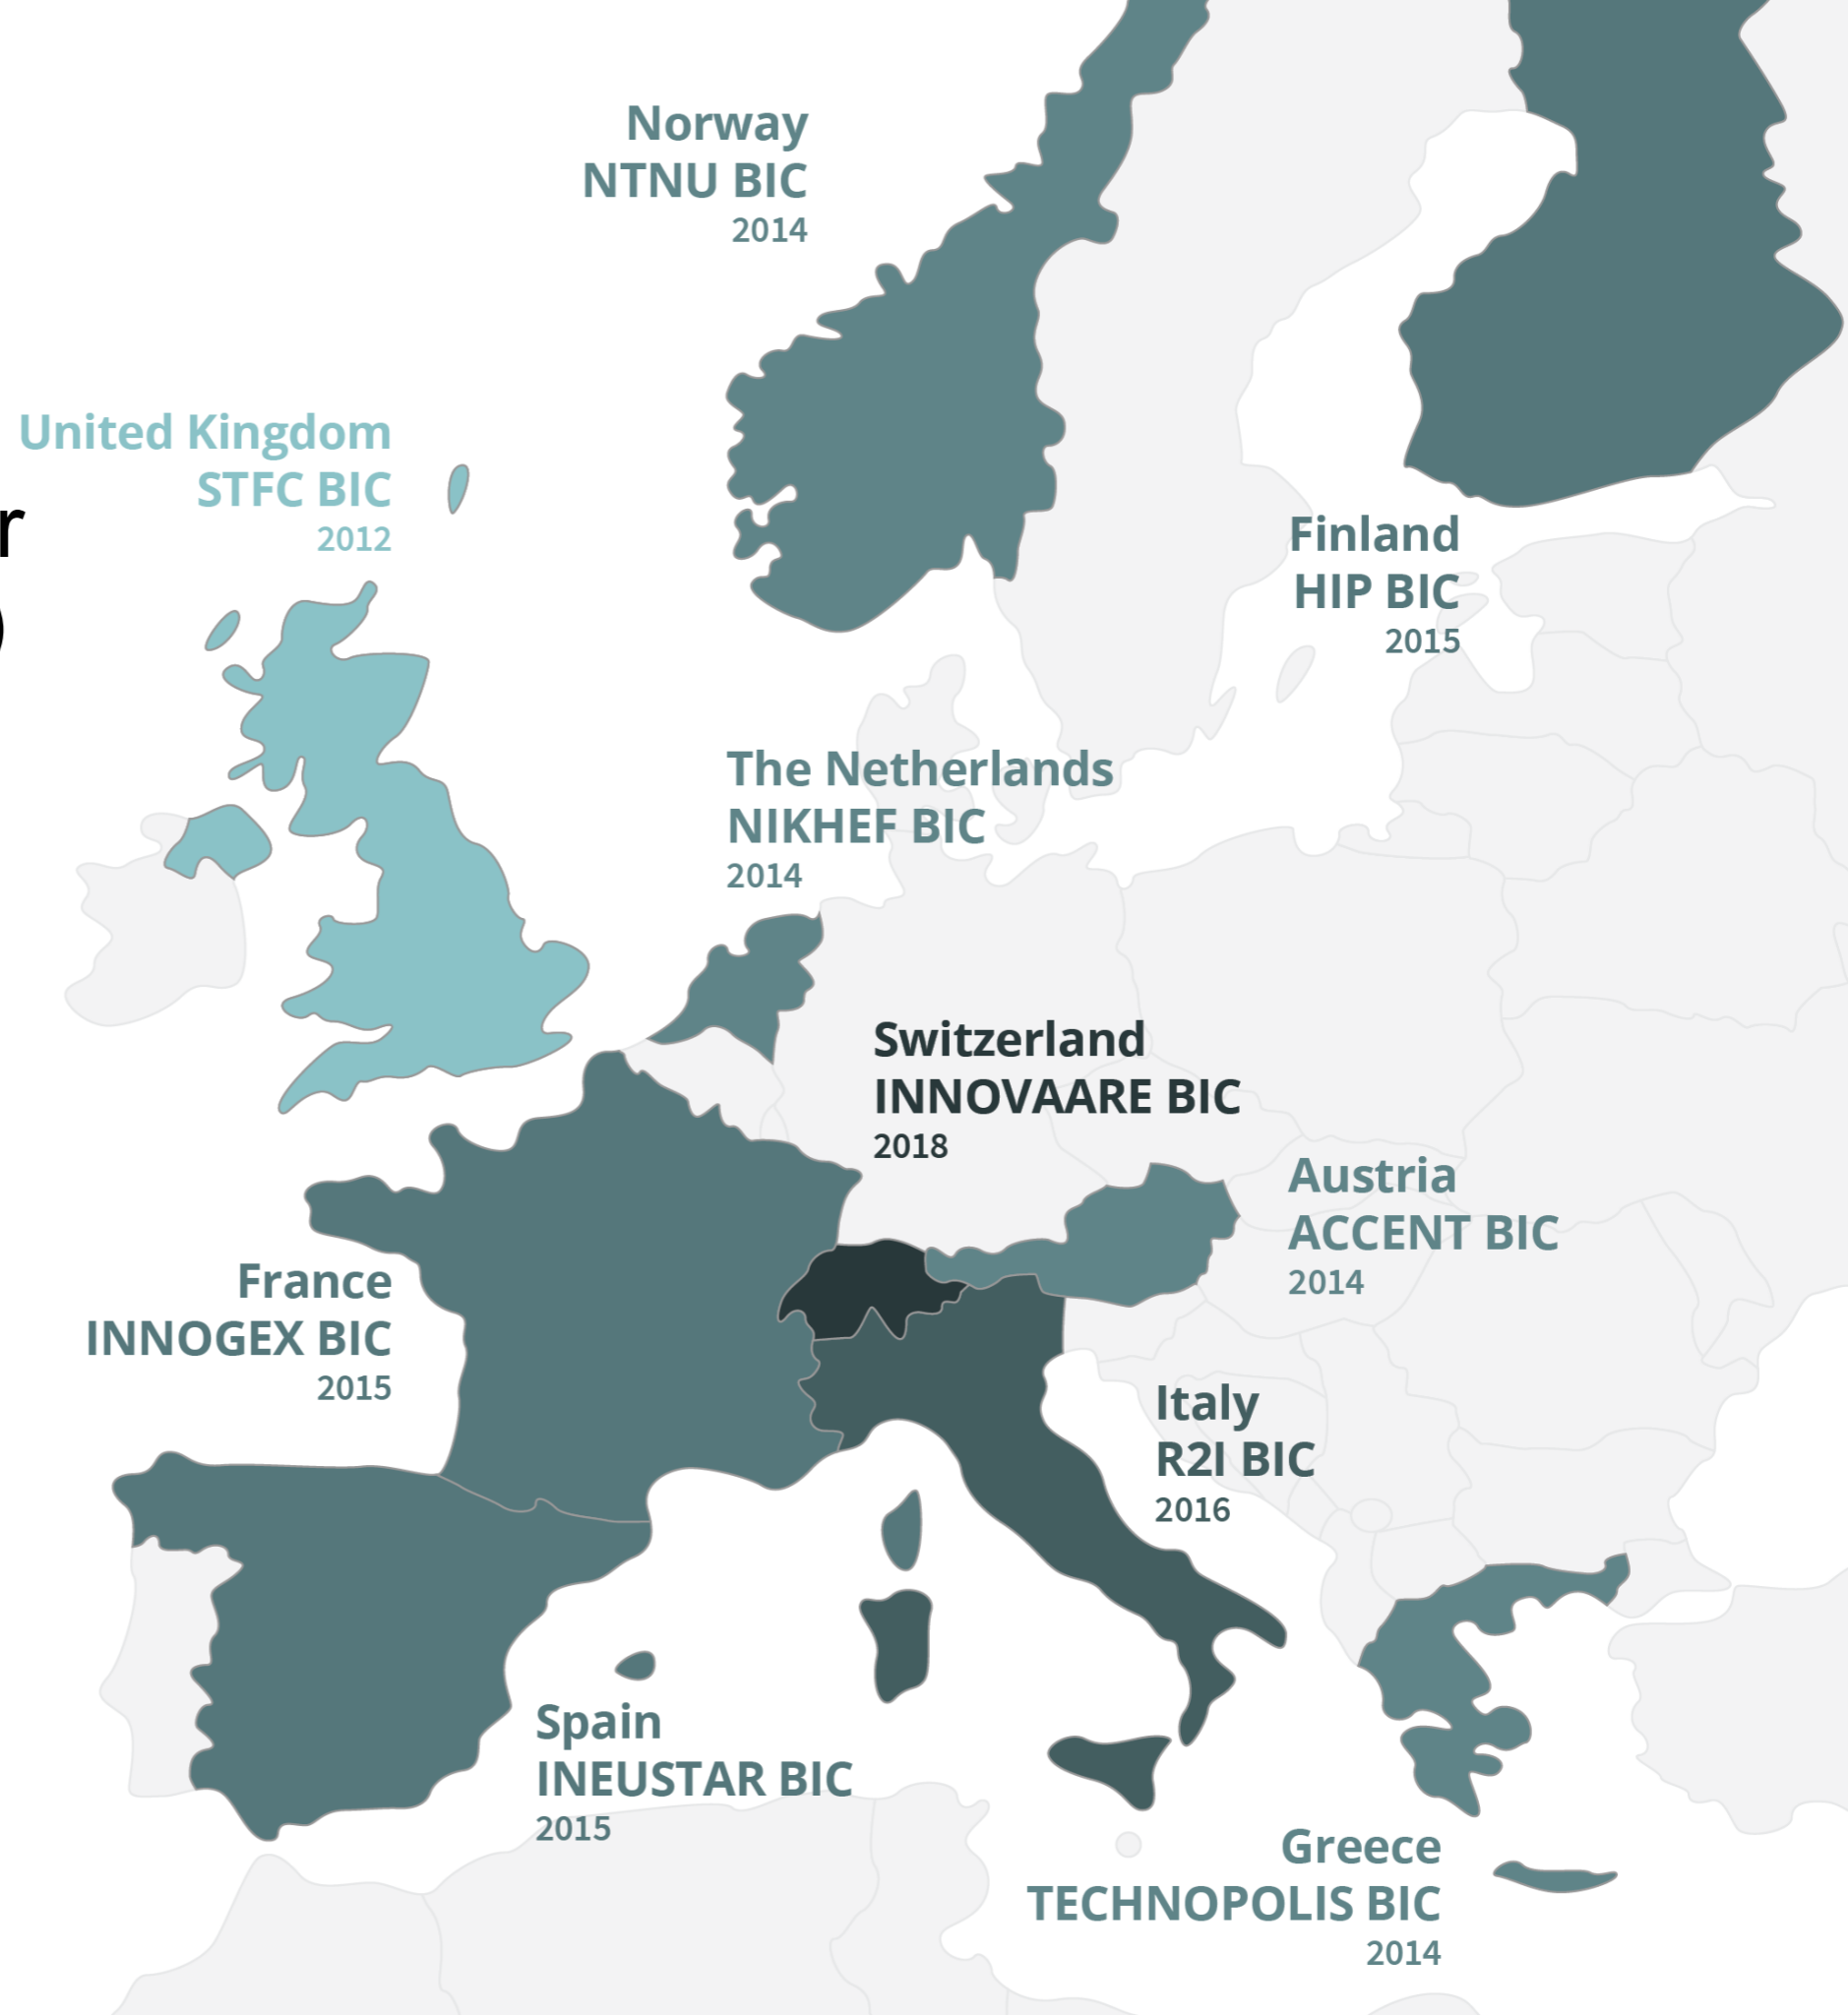 Norway
NTNU BIC
2014
United Kingdom
STFC BIC
2012
r
)
Finland
HIP BIC
2015
The Netherlands
NIKHEF BIC
2014
Switzerland
INNOVAARE BIC
2018
Austria
ACCENT BIC
2014
France
INNOGEX BIC
2015
Italy
R2I BIC
2016
Spain
INEUSTAR BIC
2015
Greece
TECHNOPOLIS BIC
2014